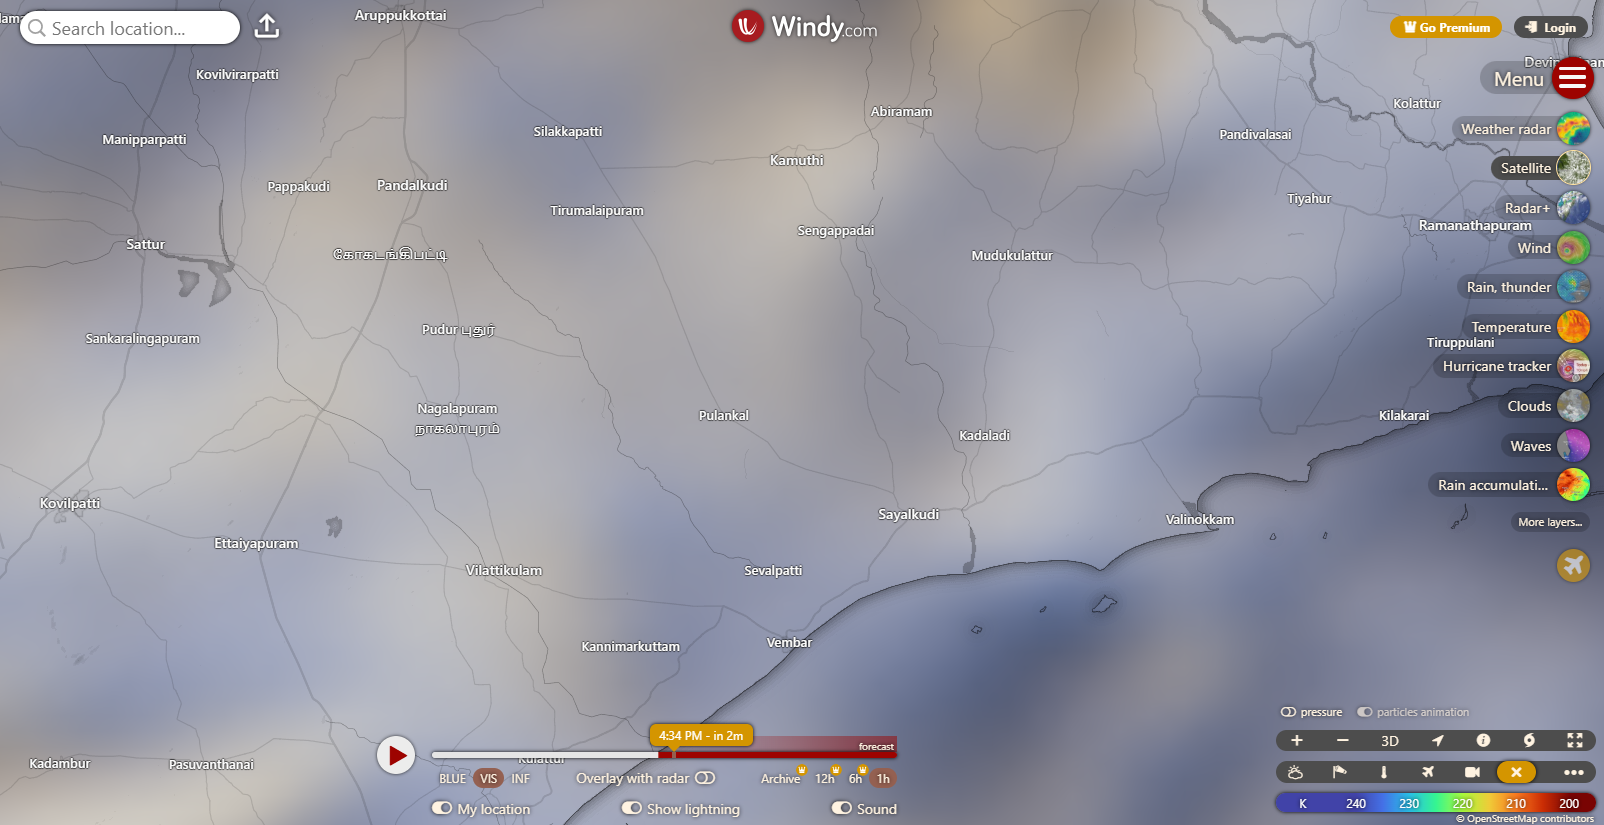 Search location...
Windy.com
Go Premium
Login
Menu
Weather radar
Satellite
Radar+
Wind
Rain, thunder
Temperature
Hurricane tracker
Clouds
Waves
Rain accumulati...
More layers...
Aruppukkottai
Kovilvirarpatti
Abiramam
Kolattur
Silakkapatti
Pandivalasai
Manipparpatti
Kamuthi
Pappakudi
Pandalkudi
Tiyahur
Tirumalaipuram
Ramanathapuram
Sengappadai
Sattur
கோகடங்கிபட்டி
Mudukulattur
Pudur புதூர்
Sankaralingapuram
Tiruppulani
Nagalapuram
நாகலாபுரம்
Pulankal
Kilakarai
Kadaladi
Kovilpatti
Sayalkudi
Valinokkam
Ettaiyapuram
Vilattikulam
Sevalpatti
Kannimarkuttam
Vembar
Kadambur
Pasuvanthanai
Kulattur
4:34 PM - in 2m
forecast
BLUE VIS INF
Overlay with radar
Archive 12h 6h 1h
My location
Show lightning
Sound
pressure
particles animation
3D
K 240 230 220 210 200
© OpenStreetMap contributors